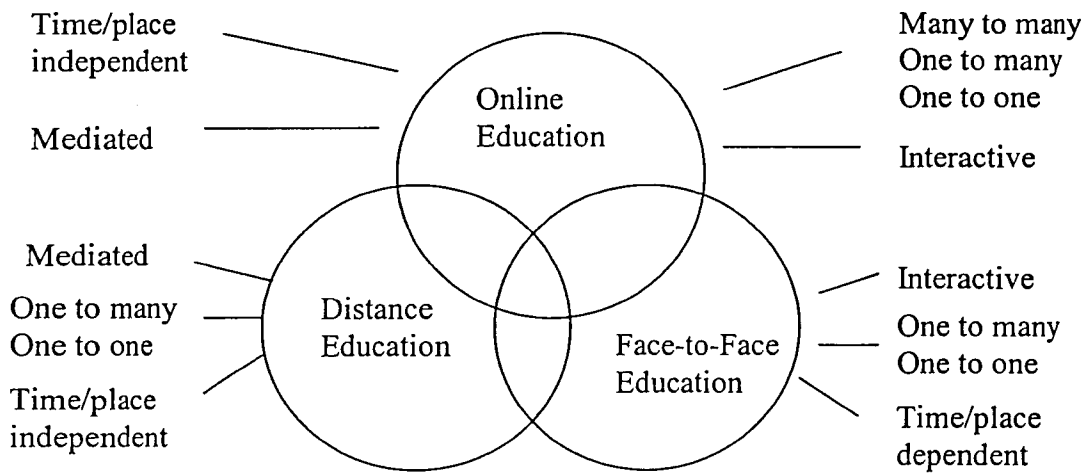 Time/place
independent
Mediated
Online
Education
Many to many
One to many
One to one
Interactive
Mediated
One to many
One to one
Time/place
independent
Distance
Education
Face-to-Face
Education
Interactive
One to many
One to one
Time/place
dependent